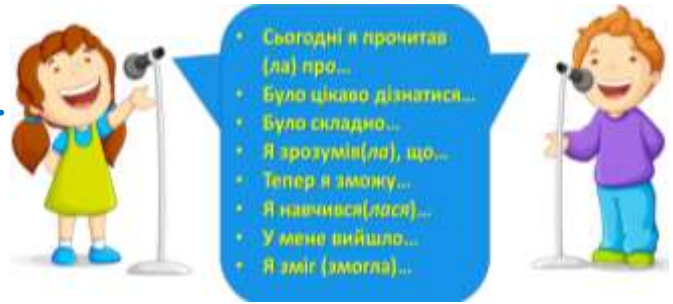 • Сьогодні я прочитав
(ла) про...
• Було цікаво дізнатися...
• Було складно...
• Я зрозумів(ла), що...
• Тепер я зможу...
• Я навчився(лася)...
• У мене вийшло...
• Я зміг (змогла)...